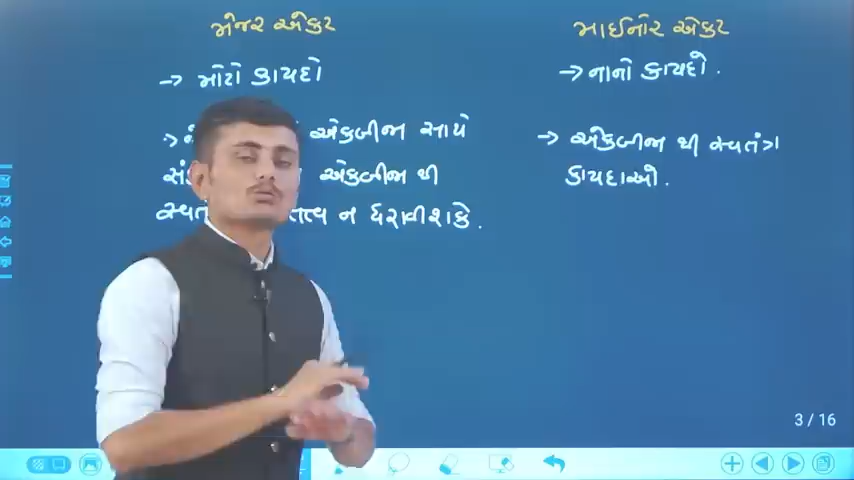 મેજર એકટ
→ મોટો કાયદો
→ એકબીજા સાથે
એકબીજા થી
ન ધરાવી શકે.
માઈનોર એકટ
→ નાનો કાયદો.
→ એકબીજા થી સ્વતંત્ર
કાયદાઓ.
3 / 16